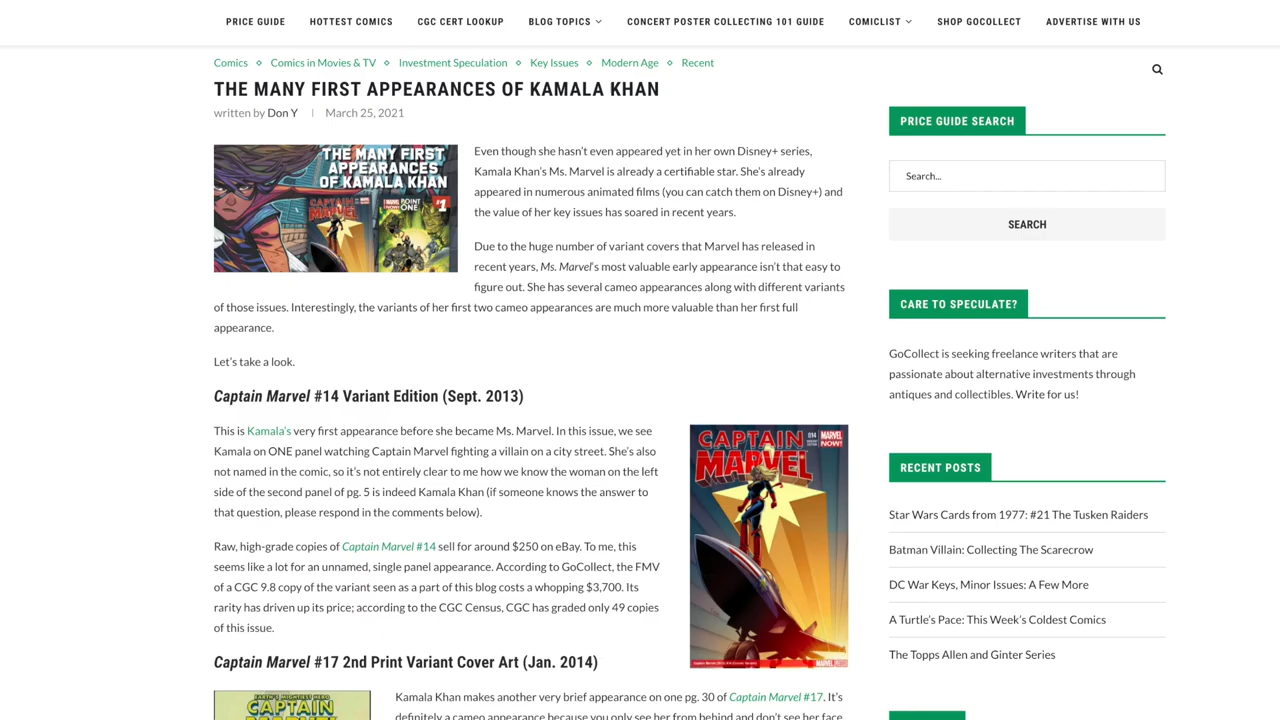 PRICE GUIDE HOTTEST COMICS CGC CERT LOOKUP BLOG TOPICS CONCERT POSTER COLLECTING 101 GUIDE COMICLIST SHOP GOCOLLECT ADVERTISE WITH US
Comics Comics in Movies & TV Investment Speculation Key Issues Modern Age Recent
THE MANY FIRST APPEARANCES OF KAMALA KHAN
written by Don Y March 25, 2021
THE MANY FIRST
APPEARANCES
OF KAMALA KHAN
CAPTAIN
MARVEL
POINT
ONE
#1
Even though she hasn't even appeared yet in her own Disney+ series,
Kamala Khan's Ms. Marvel is already a certifiable star. She's already
appeared in numerous animated films (you can catch them on Disney+) and
the value of her key issues has soared in recent years.
Due to the huge number of variant covers that Marvel has released in
recent years, Ms. Marvel's most valuable early appearance isn't that easy to
figure out. She has several cameo appearances along with different variants
of those issues. Interestingly, the variants of her first two cameo appearances are much more valuable than her first full
appearance.
Let's take a look.
Captain Marvel #14 Variant Edition (Sept. 2013)
This is Kamala's very first appearance before she became Ms. Marvel. In this issue, we see
Kamala on ONE panel watching Captain Marvel fighting a villain on a city street. She's also
not named in the comic, so it's not entirely clear to me how we know the woman on the left
side of the second panel of pg. 5 is indeed Kamala Khan (if someone knows the answer to
that question, please respond in the comments below).
Raw, high-grade copies of Captain Marvel #14 sell for around $250 on eBay. To me, this
seems like a lot for an unnamed, single panel appearance. According to GoCollect, the FMV
of a CGC 9.8 copy of the variant seen as a part of this blog costs a whopping $3,700. Its
rarity has driven up its price; according to the CGC Census, CGC has graded only 49 copies
of this issue.
CAPTAIN
MARVEL
014
MARVEL
NOW!
Captain Marvel #17 2nd Print Variant Cover Art (Jan. 2014)
EARTH'S MIGHTIEST HERO
CAPTAIN
Kamala Khan makes another very brief appearance on one pg. 30 of Captain Marvel #17. It's
definitely a cameo appearance because you only see her from behind and don't see her face
PRICE GUIDE SEARCH
Search...
SEARCH
CARE TO SPECULATE?
GoCollect is seeking freelance writers that are
passionate about alternative investments through
antiques and collectibles. Write for us!
RECENT POSTS
Star Wars Cards from 1977: #21 The Tusken Raiders
Batman Villain: Collecting The Scarecrow
DC War Keys, Minor Issues: A Few More
A Turtle's Pace: This Week's Coldest Comics
The Topps Allen and Ginter Series